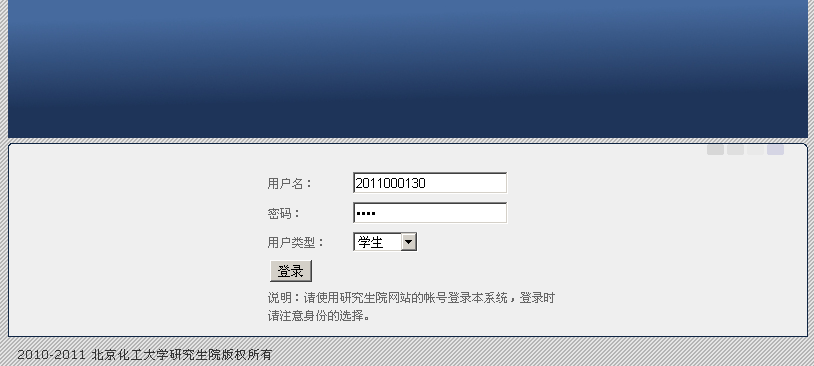 用户名： 2011000130
密码： ••••
用户类型： 学生
登录
说明：请使用研究生院网站的帐号登录本系统，登录时
请注意身份的选择。
2010-2011 北京化工大学研究生院版权所有